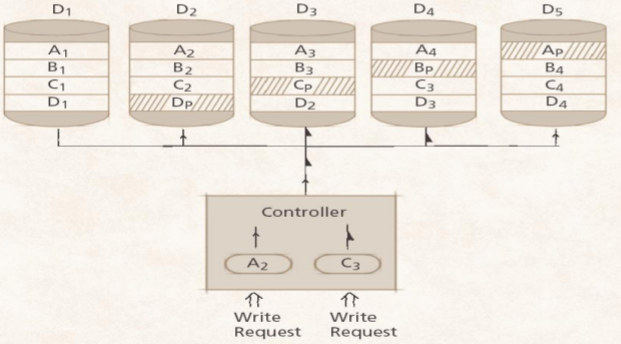 D1 D2 D3 D4 D5
A1 A2 A3 A4 AP
B1 B2 B3 BP B4
C1 C2 CP C3 C4
D1 DP D2 D3 D4
Controller
A2 C3
Write Write
Request Request